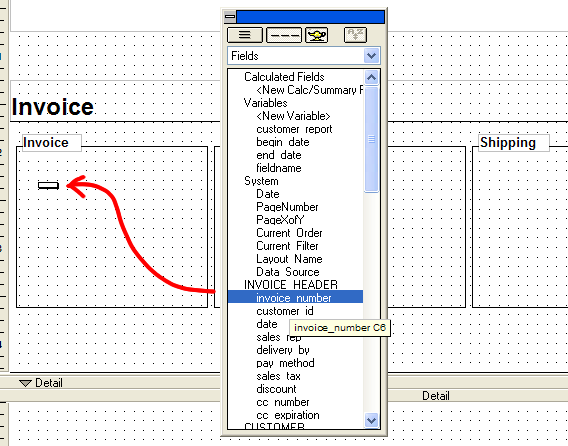 Invoice
Invoice
Shipping
Fields
Calculated Fields
<New Calc/Summary F
Variables
<New Variable>
customer_report
begin_date
end_date
fieldname
System
Date
PageNumber
PageXofY
Current_Order
Current_Filter
Layout_Name
Data_Source
INVOICE_HEADER
invoice_number
customer_id
date
invoice_number C6
sales_rep
delivery_by
pay_method
sales_tax
discount
cc_number
cc_expiration
CUSTOMER
Detail
Detail